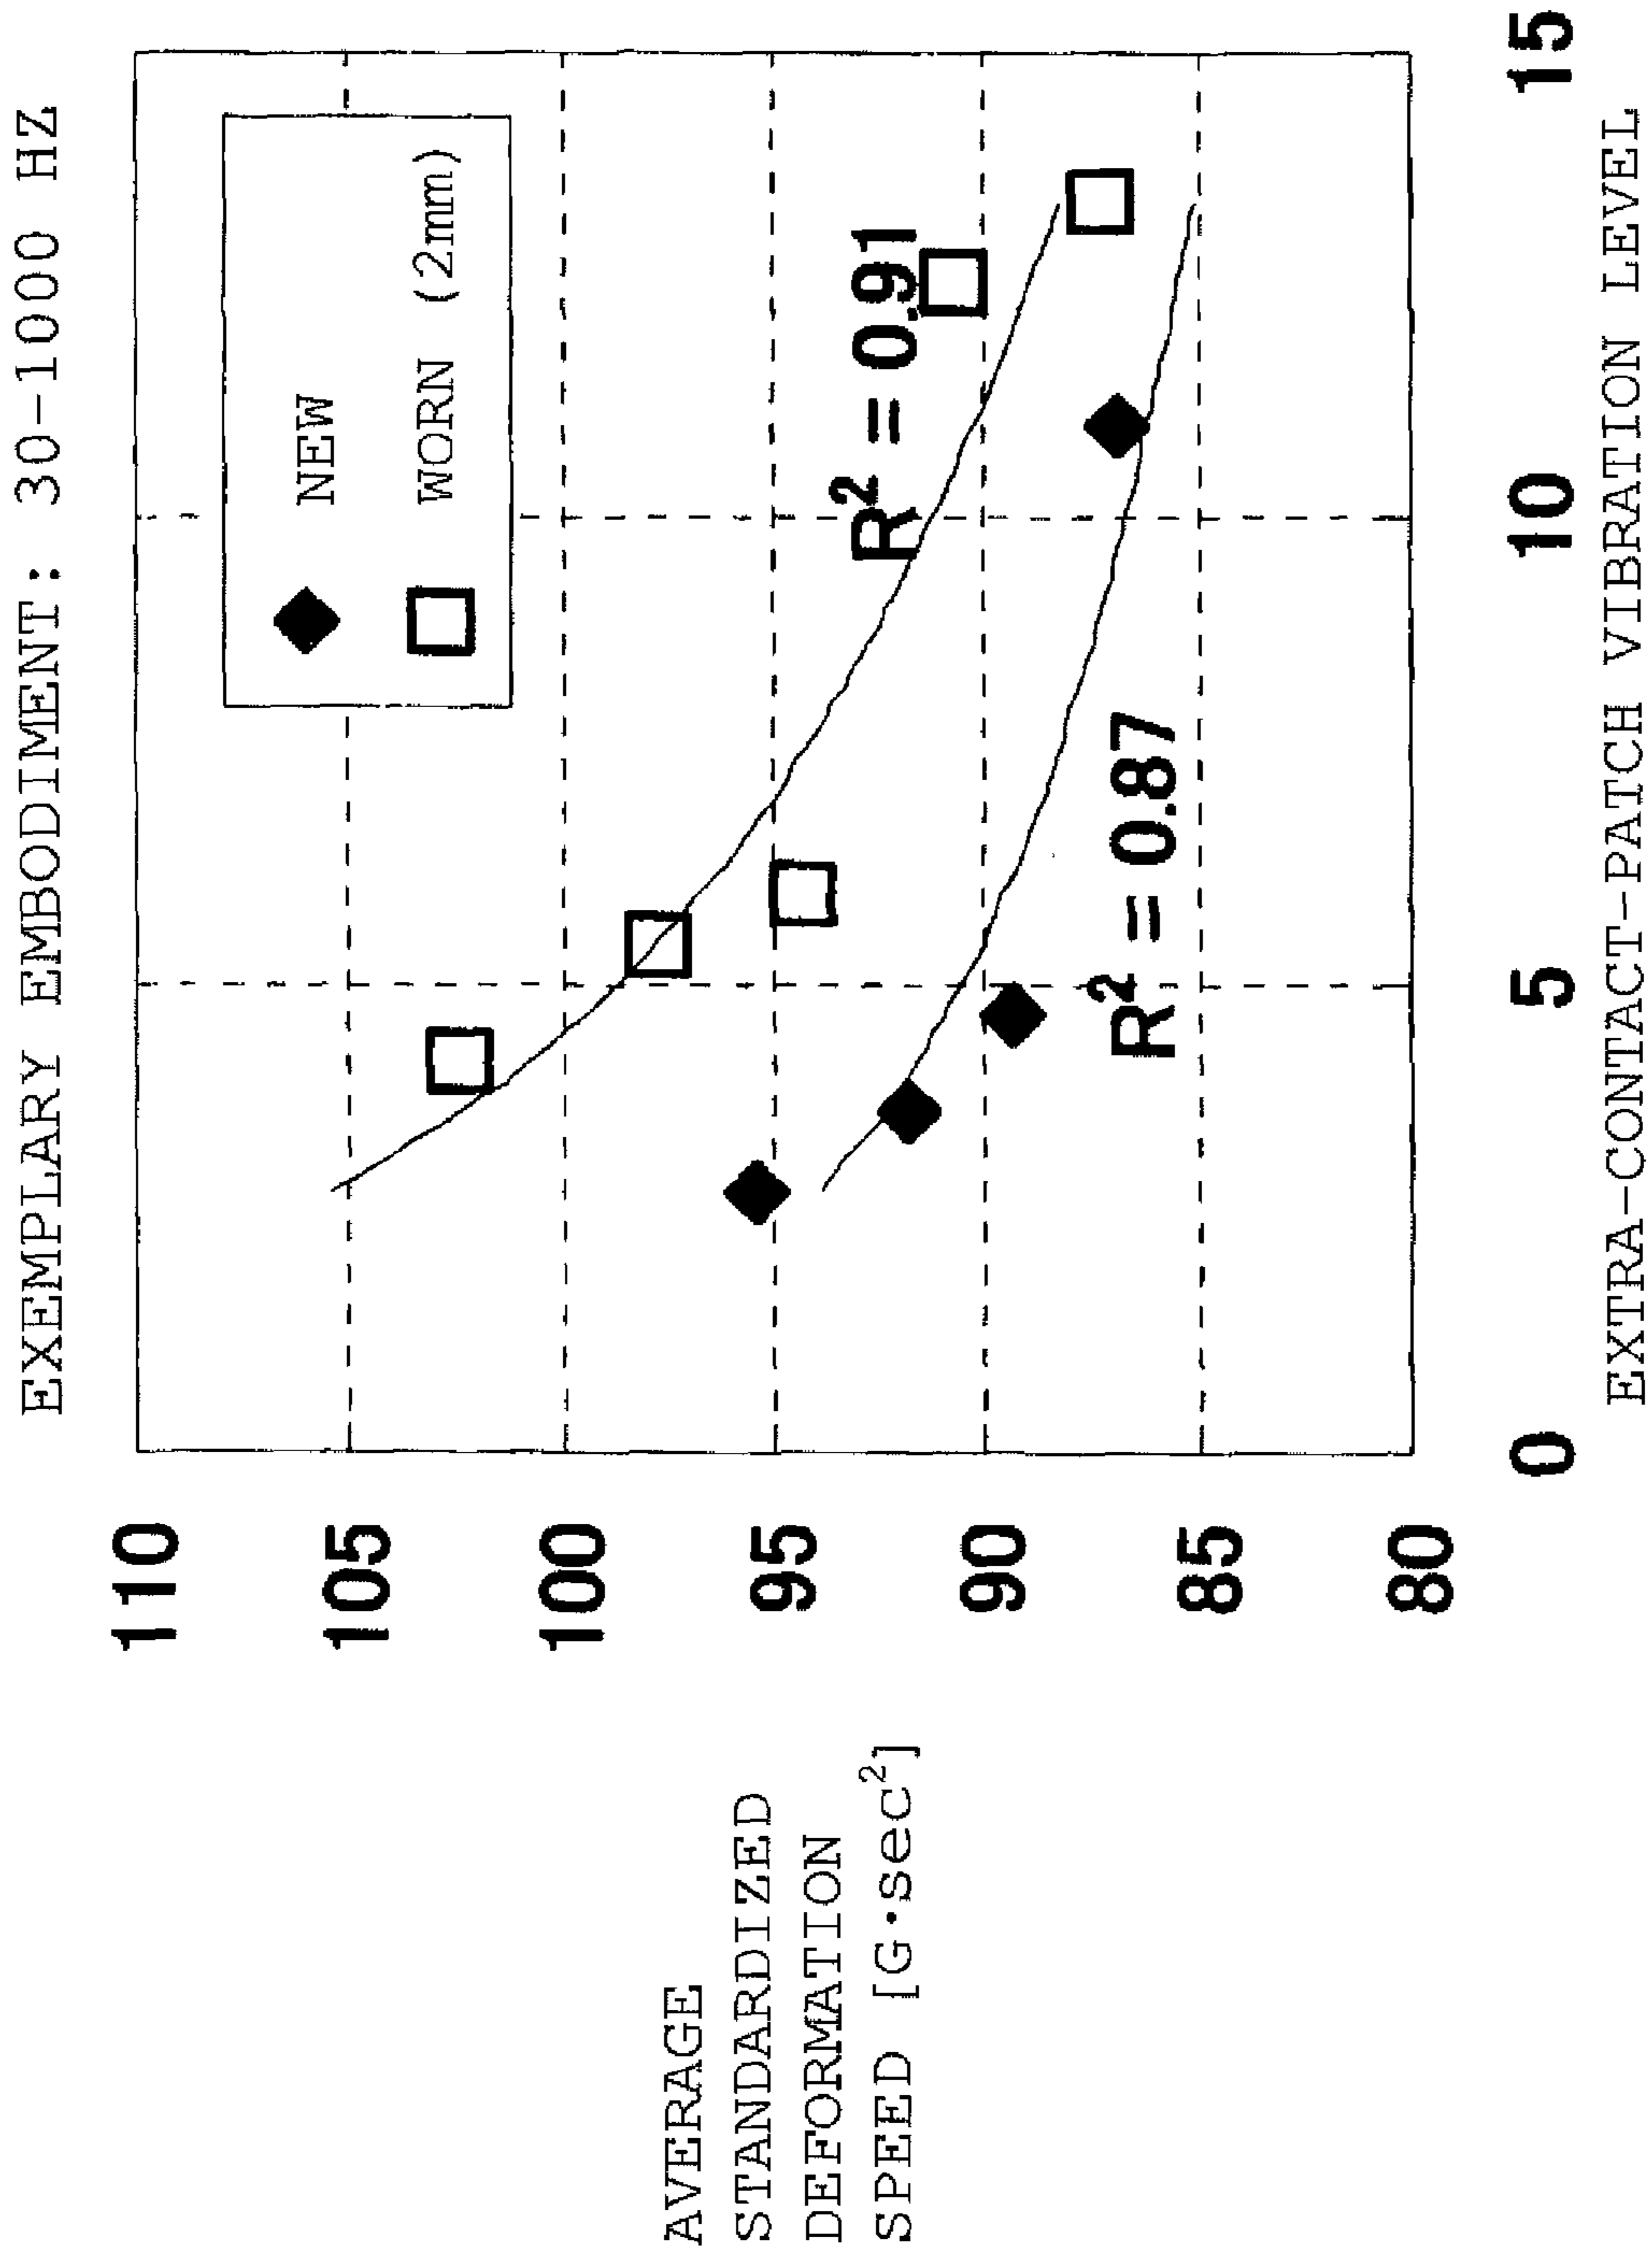 EXEMPLARY EMBODIMENT: 30-1000 HZ
AVERAGE
STANDARDIZED
DEFORMATION
SPEED [G·sec²]
110
105
100
95
90
85
80
NEW
WORN (2mm)
R² = 0.91
R² = 0.87
0
5
10
15
EXTRA-CONTACT-PATCH VIBRATION LEVEL